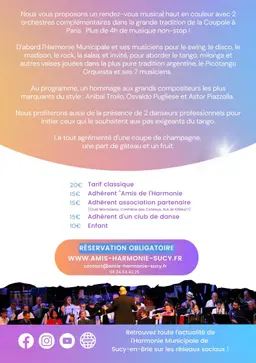 Nous vous proposons un rendez-vous musical haut en couleur avec 2
orchestres complémentaires dans la grande tradition de la Coupole à
Paris. Plus de 4h de musique non-stop !
D'abord l'Harmonie Municipale et ses musiciens pour le swing, le disco, le
madison, le rock, la salsa, et invité pour aborder le tango, milonga et
autres valses jouées dans la plus pure tradition argentine, le Picotango
Orquesta et ses 7 musiciens.
Au programme, un hommage aux grands compositeurs les plus
marquants du style : Anibal Troilo, Osvaldo Pugliese et Astor Piazzolla.
Nous profiterons aussi de la présence de 2 danseurs professionnels pour
initier ceux qui le souhaitent aux pas exigeants du tango.
Le tout agrémenté d'une coupe de champagne,
une part de gâteau et un fruit.
20€ Tarif classique
15€ Adhérent "Amis de l'Harmonie
15€ Adhérent association partenaire
15€ Adhérent d'un club de danse
10€ Enfant
RÉSERVATION OBLIGATOIRE
WWW.AMIS-HARMONIE-SUCY.FR
contact@amis-harmonie-sucy.fr
Retrouvez toute l'actualité de
l'Harmonie Municipale de
Sucy-en-Brie sur les réseaux sociaux !